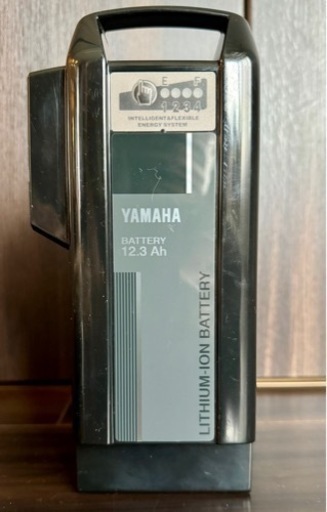 E F
1 2 3 4
INTELLIGENT&FLEXIBLE
ENERGY SYSTEM
YAMAHA
BATTERY
12.3 Ah
LITHIUM-ION BATTERY